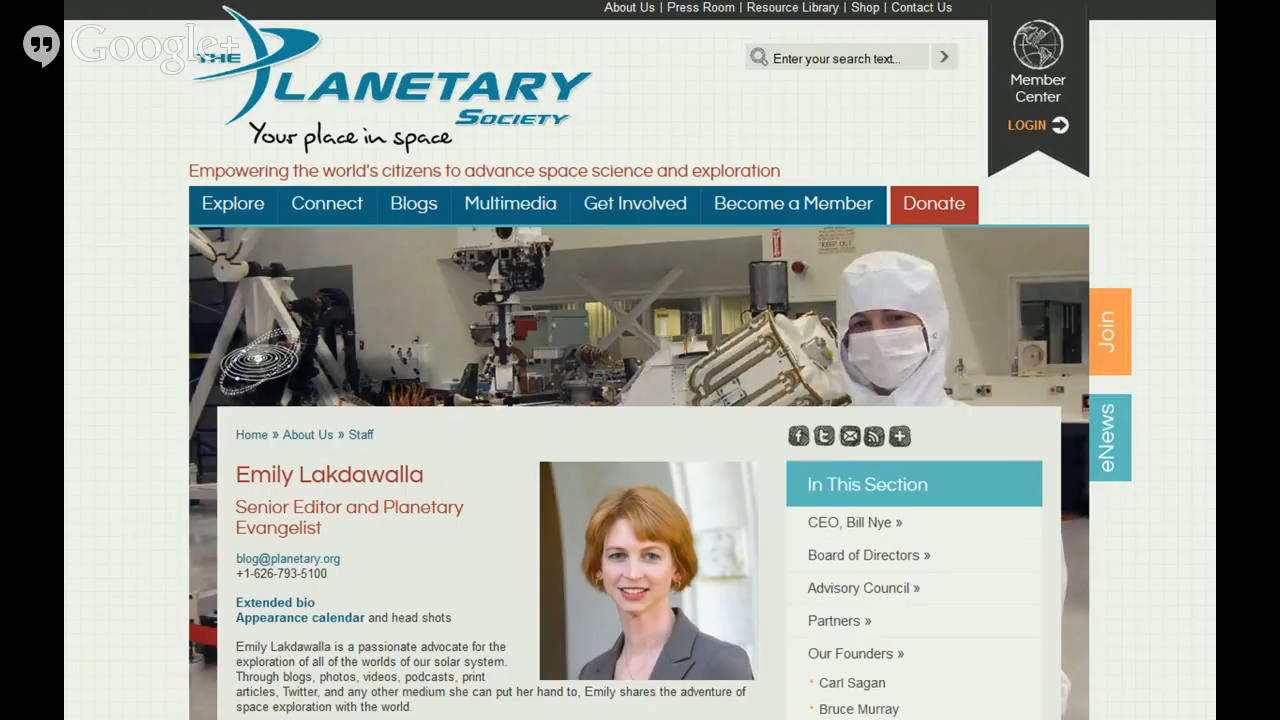 About Us | Press Room | Resource Library | Shop | Contact Us
Google+
THE
PLANETARY
SOCIETY
Your place in space
Enter your search text...
Member
Center
LOGIN
Empowering the world's citizens to advance space science and exploration
Explore Connect Blogs Multimedia Get Involved Become a Member Donate
KEEP OUT
Join
eNews
Home » About Us » Staff
Emily Lakdawalla
Senior Editor and Planetary
Evangelist
blog@planetary.org
+1-626-793-5100
Extended bio
Appearance calendar and head shots
Emily Lakdawalla is a passionate advocate for the
exploration of all of the worlds of our solar system.
Through blogs, photos, videos, podcasts, print
articles, Twitter, and any other medium she can put her hand to, Emily shares the adventure of
space exploration with the world.
In This Section
CEO, Bill Nye »
Board of Directors »
Advisory Council »
Partners »
Our Founders »
Carl Sagan
Bruce Murray